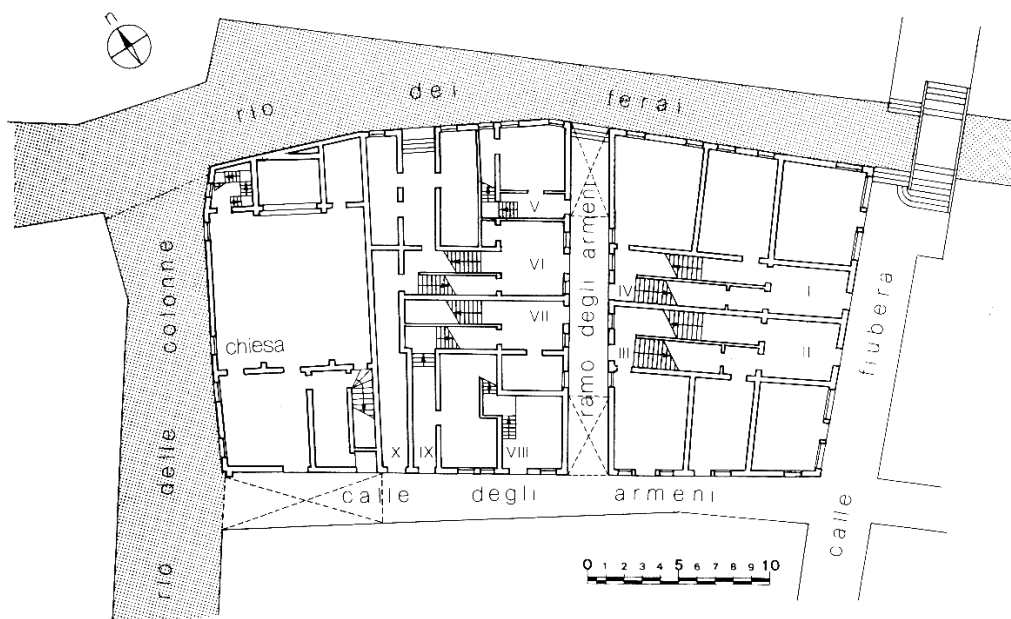 n
rio dei ferai
rio delle colonne
chiesa
ramo degli armeni
V
VI
VII
IV
III
I
II
X
IX
VIII
calle fiubera
calle degli armeni
0 1 2 3 4 5 6 7 8 9 10